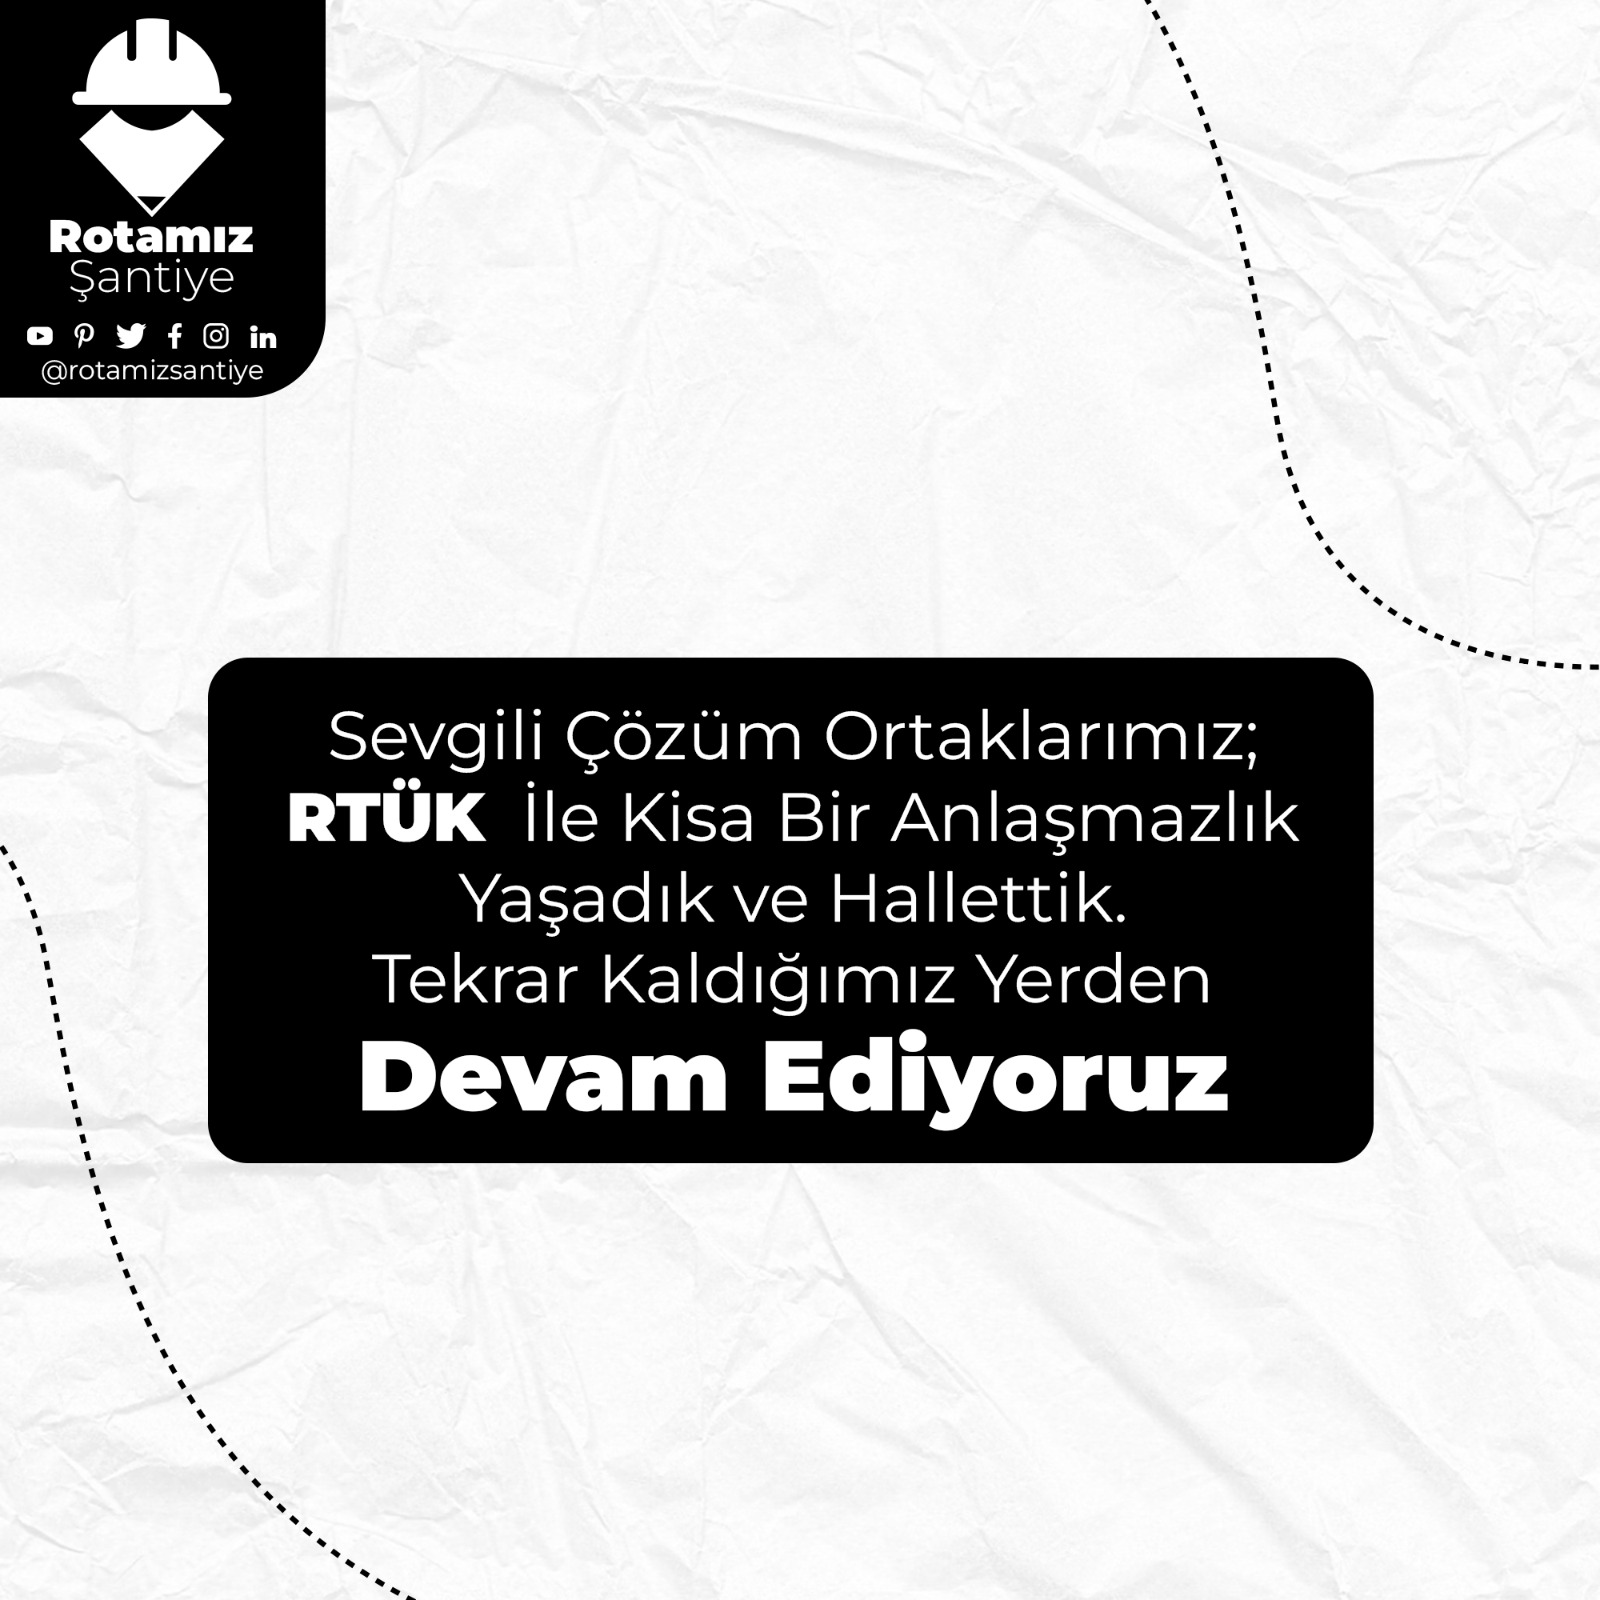 Rotamız
Şantiye
@rotamizsantiye
Sevgili Çözüm Ortaklarımız;
RTÜK İle Kisa Bir Anlaşmazlık
Yaşadık ve Hallettik.
Tekrar Kaldığımız Yerden
Devam Ediyoruz